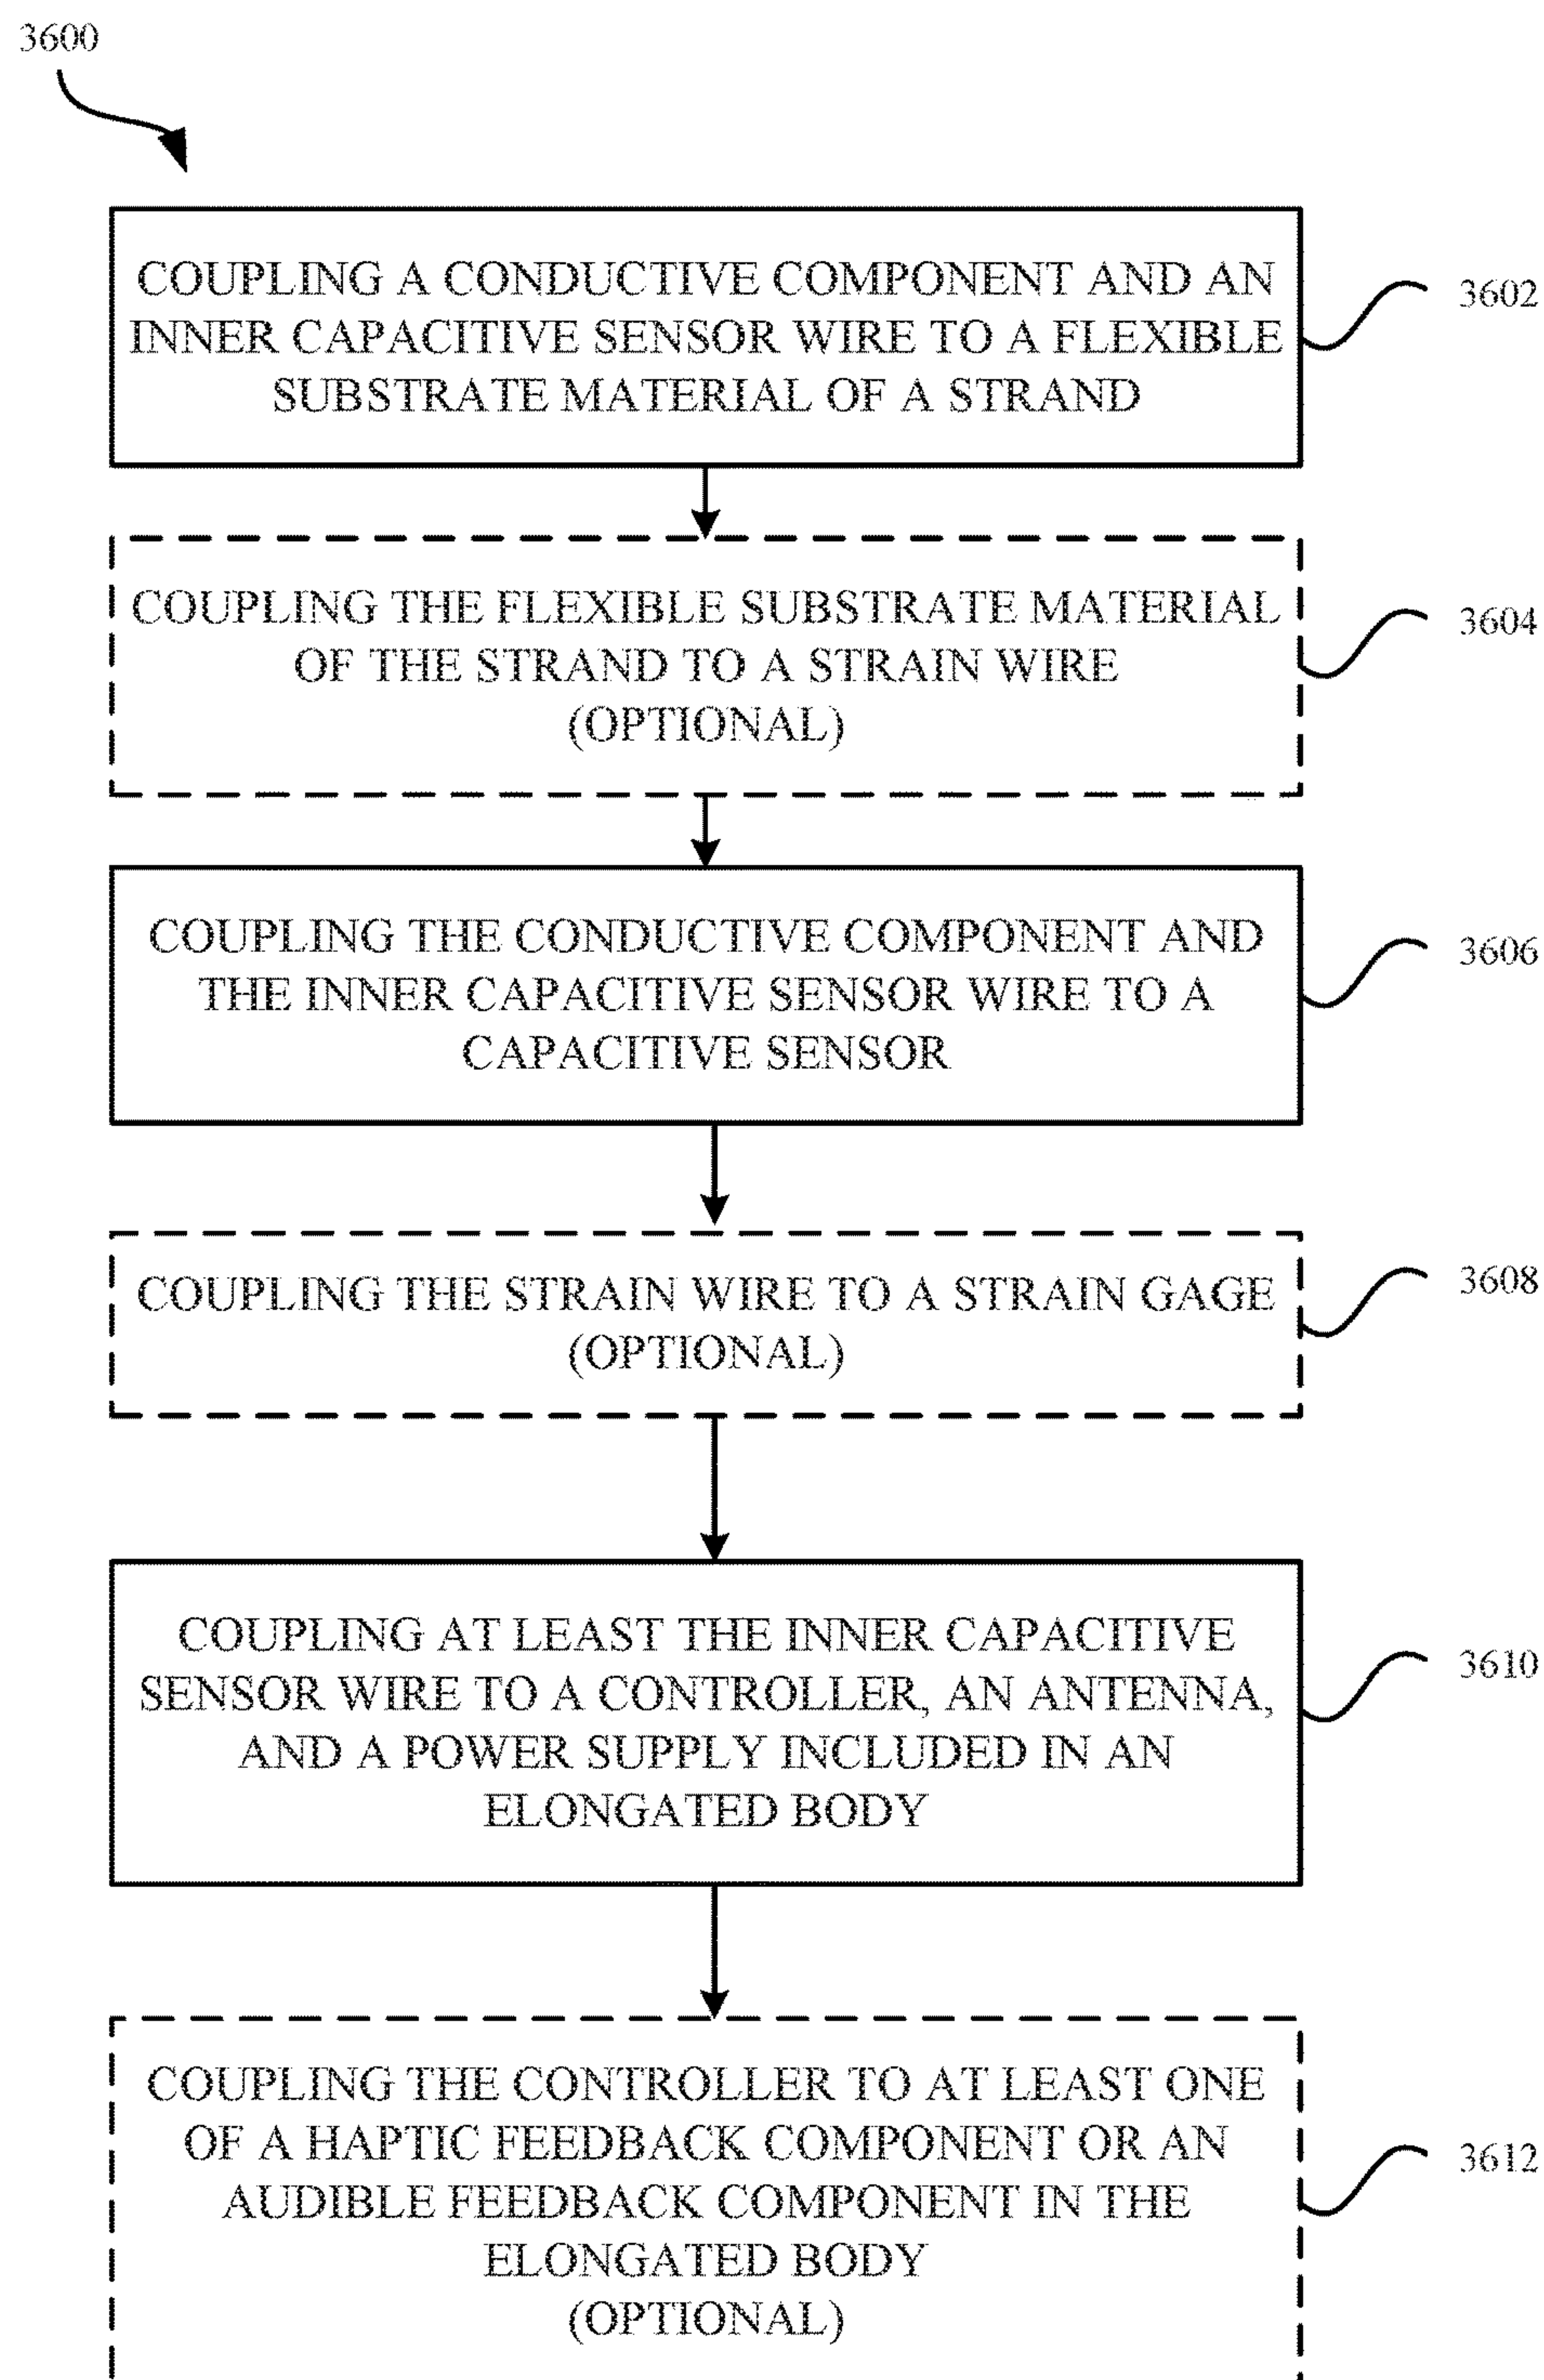 3600
COUPLING A CONDUCTIVE COMPONENT AND AN
INNER CAPACITIVE SENSOR WIRE TO A FLEXIBLE
SUBSTRATE MATERIAL OF A STRAND
3602
COUPLING THE FLEXIBLE SUBSTRATE MATERIAL
OF THE STRAND TO A STRAIN WIRE
(OPTIONAL)
3604
COUPLING THE CONDUCTIVE COMPONENT AND
THE INNER CAPACITIVE SENSOR WIRE TO A
CAPACITIVE SENSOR
3606
COUPLING THE STRAIN WIRE TO A STRAIN GAGE
(OPTIONAL)
3608
COUPLING AT LEAST THE INNER CAPACITIVE
SENSOR WIRE TO A CONTROLLER, AN ANTENNA,
AND A POWER SUPPLY INCLUDED IN AN
ELONGATED BODY
3610
COUPLING THE CONTROLLER TO AT LEAST ONE
OF A HAPTIC FEEDBACK COMPONENT OR AN
AUDIBLE FEEDBACK COMPONENT IN THE
ELONGATED BODY
(OPTIONAL)
3612